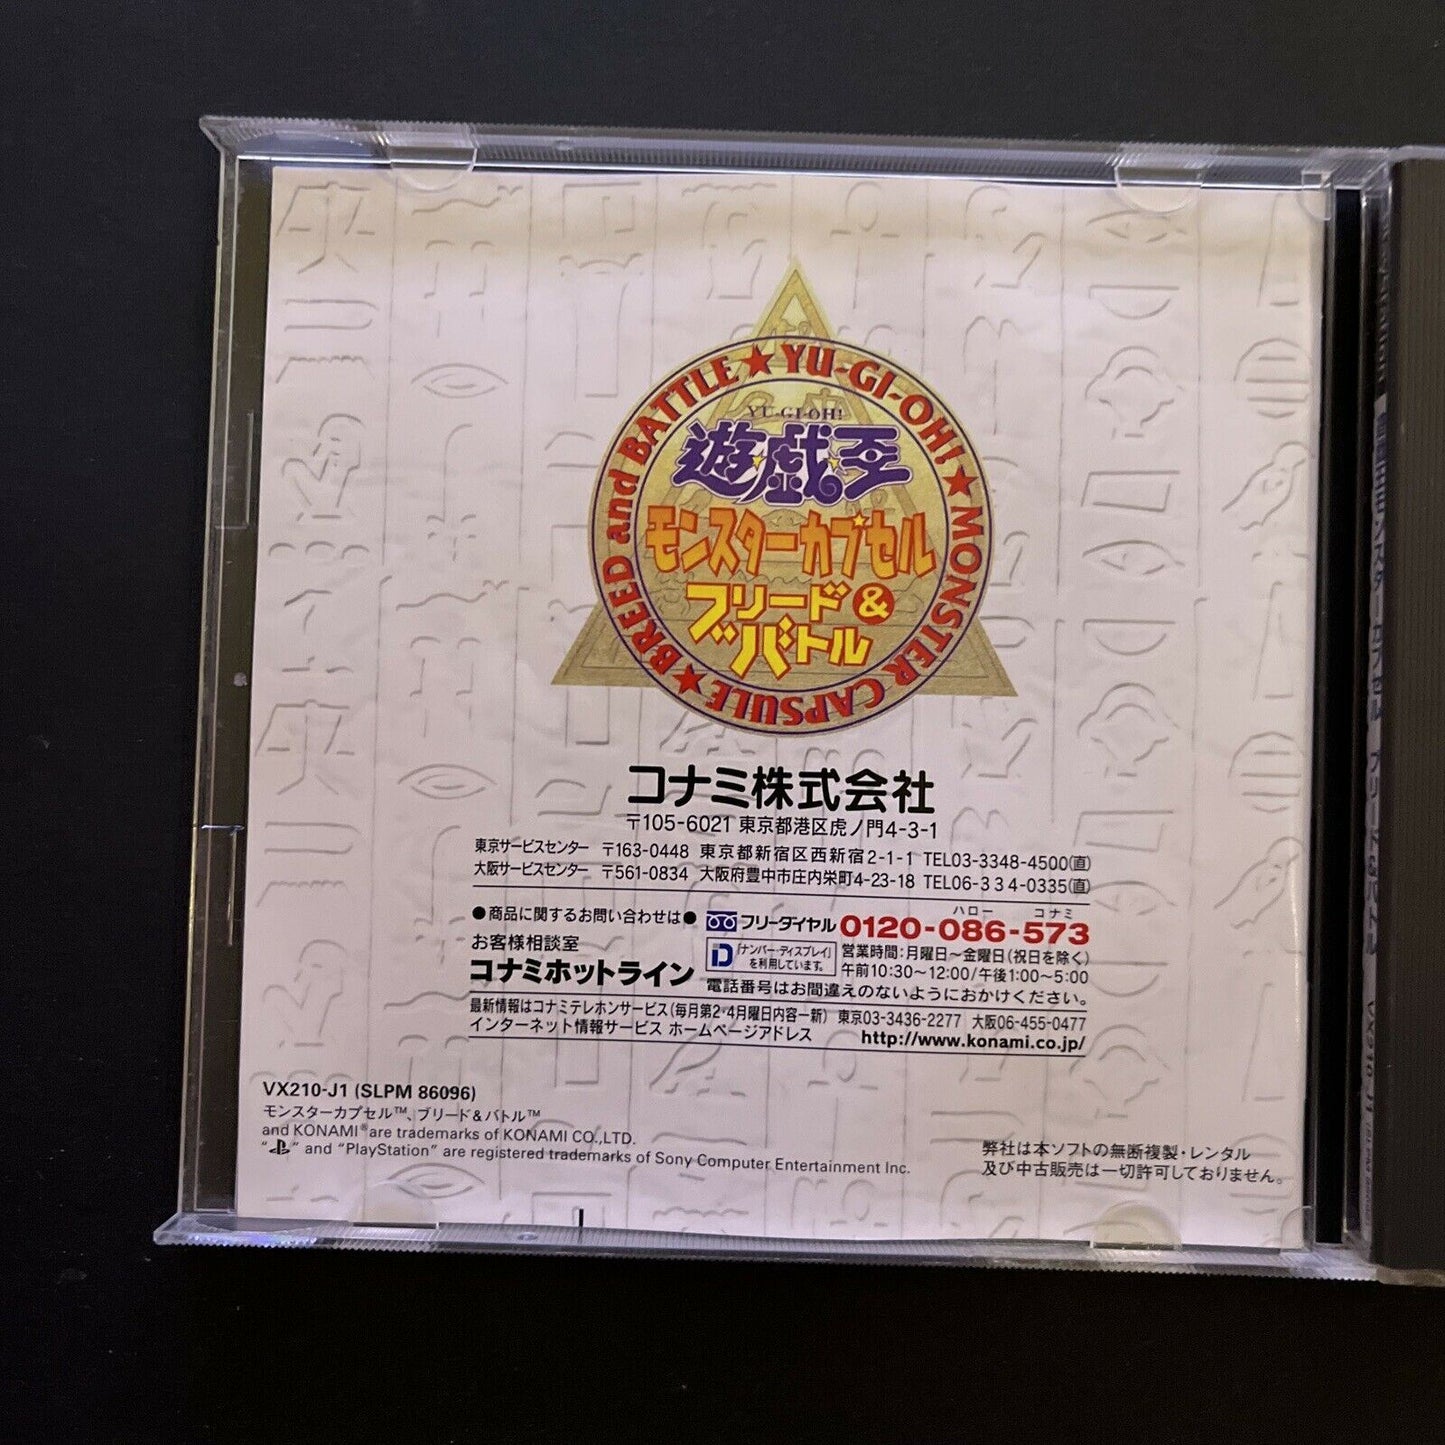 YU-GI-OH!★MONSTER CAPSULE★BREED and BATTLE★
YU-GI-OH!
遊戯王
モンスターカプセル
ブリード&
バトル
コナミ株式会社
〒105-6021 東京都港区虎ノ門4-3-1
東京サービスセンター 〒163-0448 東京都新宿区西新宿2-1-1 TEL03-3348-4500(直)
大阪サービスセンター 〒561-0834 大阪府豊中市庄内栄町4-23-18 TEL06-334-0335(直)
●商品に関するお問い合わせは●
お客様相談室
コナミホットライン
ハロー コナミ
フリーダイヤル 0120-086-573
「ナンバー・ディスプレイ」
を利用しています。
営業時間:月曜日~金曜日(祝日を除く)
午前10:30~12:00/午後1:00~5:00
電話番号はお間違えのないようにおかけください。
最新情報はコナミテレホンサービス(毎月第2・4月曜日内容一新) 東京03-3436-2277 大阪06-455-0477
インターネット情報サービス ホームページアドレス http://www.konami.co.jp/
VX210-J1 (SLPM 86096)
モンスターカプセル™、ブリード&バトル™
and KONAMI® are trademarks of KONAMI CO.,LTD.
" " and "PlayStation" are registered trademarks of Sony Computer Entertainment Inc.
弊社は本ソフトの無断複製・レンタル
及び中古販売は一切許可しておりません。